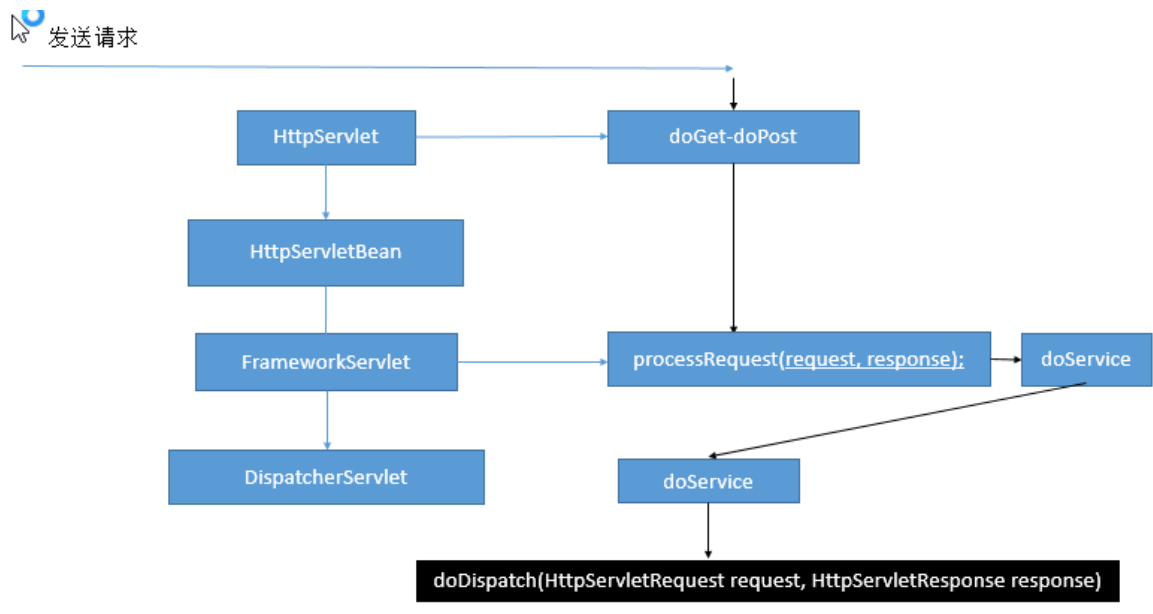 发送请求
HttpServlet
doGet-doPost
HttpServletBean
FrameworkServlet
processRequest(request, response);
doService
DispatcherServlet
doService
doDispatch(HttpServletRequest request, HttpServletResponse response)